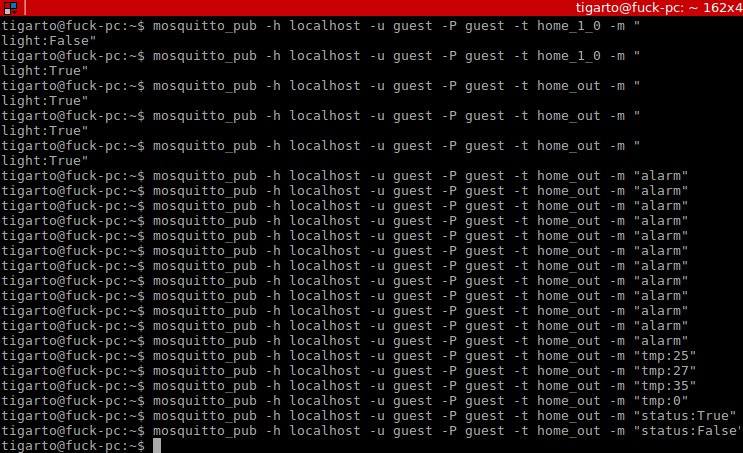 tigarto@fuck-pc: ~ 162x4
tigarto@fuck-pc:~$ mosquitto_pub -h localhost -u guest -P guest -t home_1_0 -m "
light:False"
tigarto@fuck-pc:~$ mosquitto_pub -h localhost -u guest -P guest -t home_1_0 -m "
light:True"
tigarto@fuck-pc:~$ mosquitto_pub -h localhost -u guest -P guest -t home_out -m "
light:True"
tigarto@fuck-pc:~$ mosquitto_pub -h localhost -u guest -P guest -t home_out -m "
light:True"
tigarto@fuck-pc:~$ mosquitto_pub -h localhost -u guest -P guest -t home_out -m "
light:True"
tigarto@fuck-pc:~$ mosquitto_pub -h localhost -u guest -P guest -t home_out -m "alarm"
tigarto@fuck-pc:~$ mosquitto_pub -h localhost -u guest -P guest -t home_out -m "alarm"
tigarto@fuck-pc:~$ mosquitto_pub -h localhost -u guest -P guest -t home_out -m "alarm"
tigarto@fuck-pc:~$ mosquitto_pub -h localhost -u guest -P guest -t home_out -m "alarm"
tigarto@fuck-pc:~$ mosquitto_pub -h localhost -u guest -P guest -t home_out -m "alarm"
tigarto@fuck-pc:~$ mosquitto_pub -h localhost -u guest -P guest -t home_out -m "alarm"
tigarto@fuck-pc:~$ mosquitto_pub -h localhost -u guest -P guest -t home_out -m "alarm"
tigarto@fuck-pc:~$ mosquitto_pub -h localhost -u guest -P guest -t home_out -m "alarm"
tigarto@fuck-pc:~$ mosquitto_pub -h localhost -u guest -P guest -t home_out -m "alarm"
tigarto@fuck-pc:~$ mosquitto_pub -h localhost -u guest -P guest -t home_out -m "alarm"
tigarto@fuck-pc:~$ mosquitto_pub -h localhost -u guest -P guest -t home_out -m "alarm"
tigarto@fuck-pc:~$ mosquitto_pub -h localhost -u guest -P guest -t home_out -m "alarm"
tigarto@fuck-pc:~$ mosquitto_pub -h localhost -u guest -P guest -t home_out -m "tmp:25"
tigarto@fuck-pc:~$ mosquitto_pub -h localhost -u guest -P guest -t home_out -m "tmp:27"
tigarto@fuck-pc:~$ mosquitto_pub -h localhost -u guest -P guest -t home_out -m "tmp:35"
tigarto@fuck-pc:~$ mosquitto_pub -h localhost -u guest -P guest -t home_out -m "tmp:0"
tigarto@fuck-pc:~$ mosquitto_pub -h localhost -u guest -P guest -t home_out -m "status:True"
tigarto@fuck-pc:~$ mosquitto_pub -h localhost -u guest -P guest -t home_out -m "status:False"
tigarto@fuck-pc:~$